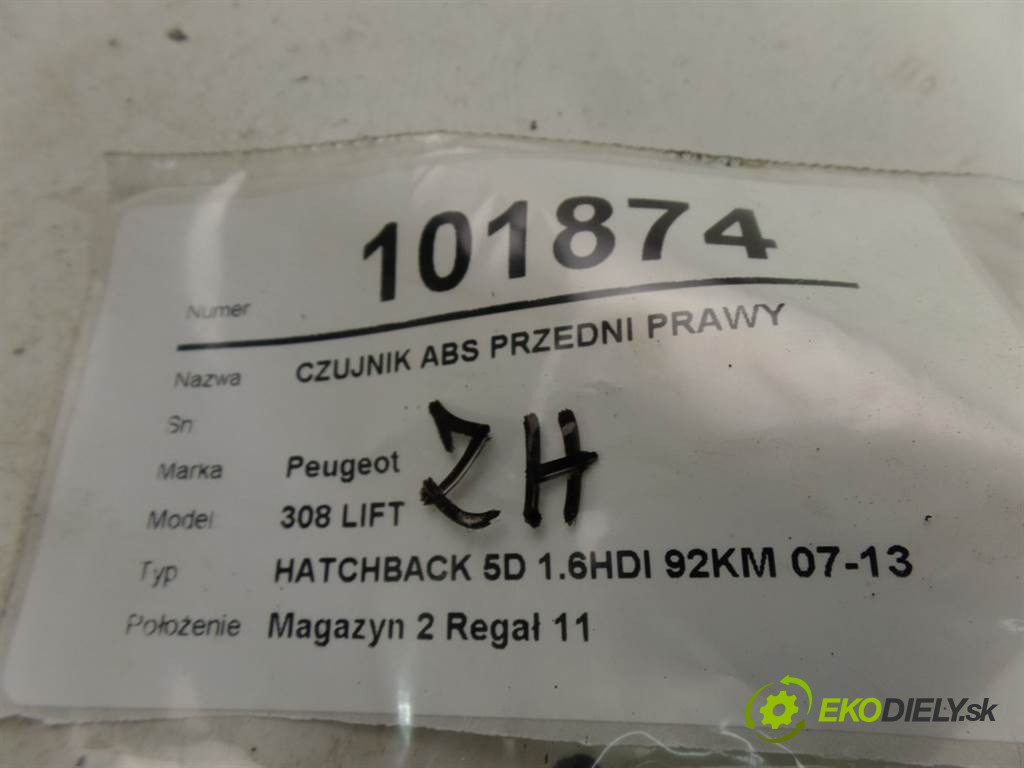 Numer 101874
Nazwa CZUJNIK ABS PRZEDNI PRAWY
Sn
ZH
Marka Peugeot
Model 308 LIFT
Typ HATCHBACK 5D 1.6HDI 92KM 07-13
Położenie Magazyn 2 Regał 11
EKODIELY.sk